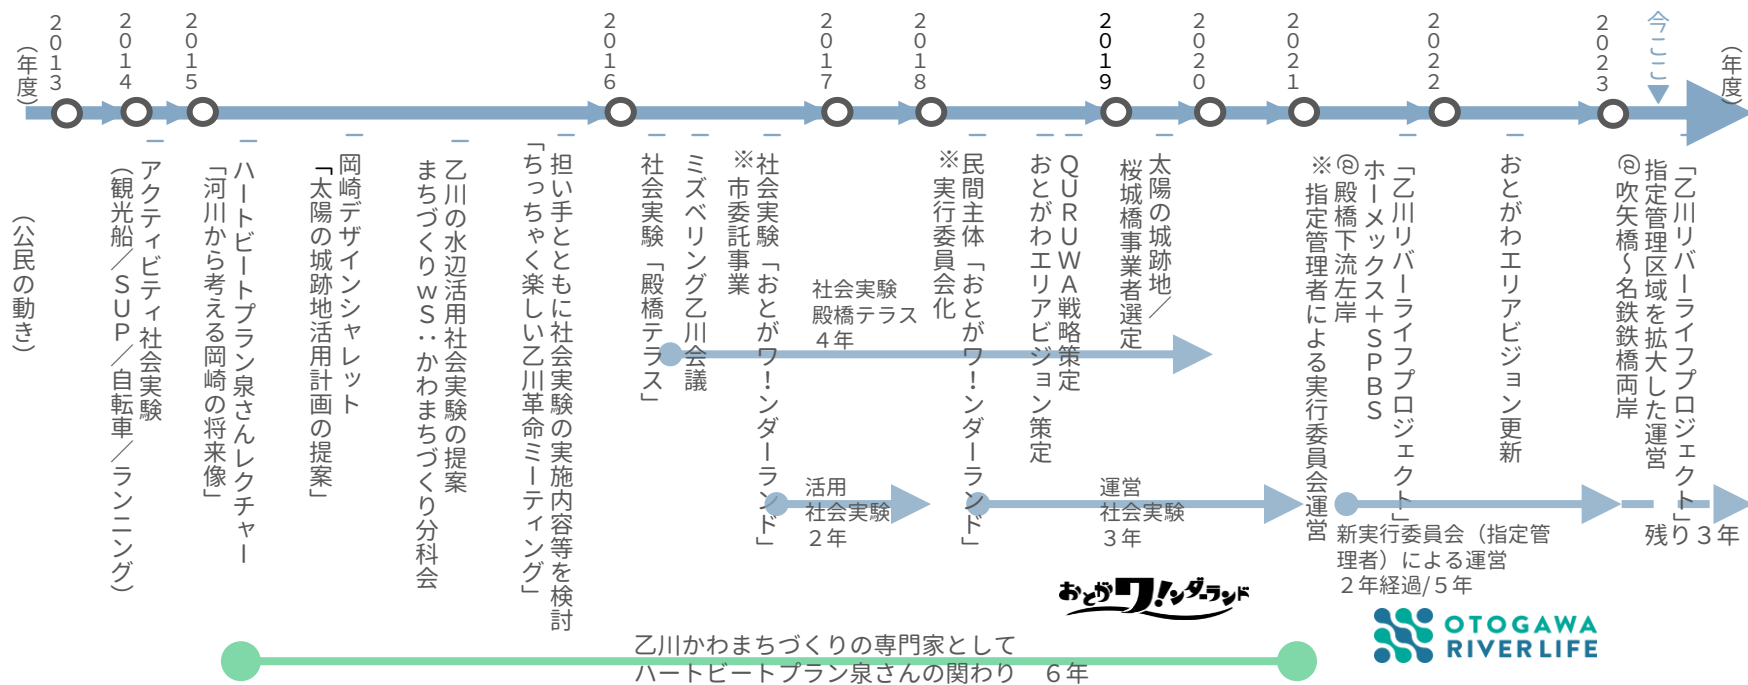 (年度)
2013
2014
2015
2016
2017
2018
2019
2020
2021
2022
2023
今ここ
(年度)
(公民の動き)
アクティビティ社会実験
(観光船／ＳＵＰ／自転車／ランニング)
ハートビートプラン泉さんレクチャー
「河川から考える岡崎の将来像」
岡崎デザインシャレット
「太陽の城跡地活用計画の提案」
乙川の水辺活用社会実験の提案
まちづくりｗＳ：かわまちづくり分科会
担い手とともに社会実験の実施内容等を検討
「ちっちゃく楽しい乙川革命ミーティング」
社会実験「殿橋テラス」
ミズベリング乙川会議
社会実験「おとがワ！ンダーランド」
※市委託事業
民間主体「おとがワ！ンダーランド」
※実行委員会化
ＱＵＲＵＷＡ戦略策定
おとがわエリアビジョン策定
太陽の城跡地／
桜城橋事業者選定
「乙川リバーライフプロジェクト」
ホーメックス＋ＳＰＢＳ
@殿橋下流左岸
※指定管理者による実行委員会運営
おとがわエリアビジョン更新
「乙川リバーライフプロジェクト」
指定管理区域を拡大した運営
@吹矢橋～名鉄鉄橋両岸
社会実験
殿橋テラス
４年
活用
社会実験
２年
運営
社会実験
３年
新実行委員会（指定管
理者）による運営
２年経過/５年
残り３年
おとがワ！ンダーランド
OTOGAWA
RIVERLIFE
乙川かわまちづくりの専門家として
ハートビートプラン泉さんの関わり　６年